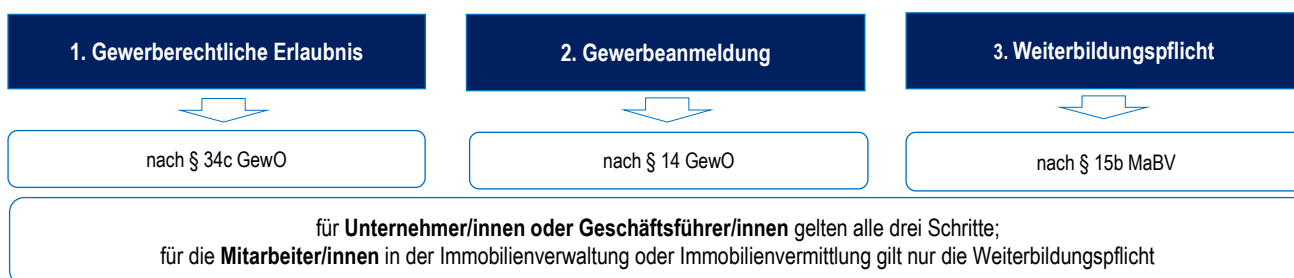 1. Gewerberechtliche Erlaubnis
2. Gewerbeanmeldung
3. Weiterbildungspflicht
nach § 34c GewO
nach § 14 GewO
nach § 15b MaBV
für Unternehmer/innen oder Geschäftsführer/innen gelten alle drei Schritte;
für die Mitarbeiter/innen in der Immobilienverwaltung oder Immobilienvermittlung gilt nur die Weiterbildungspflicht